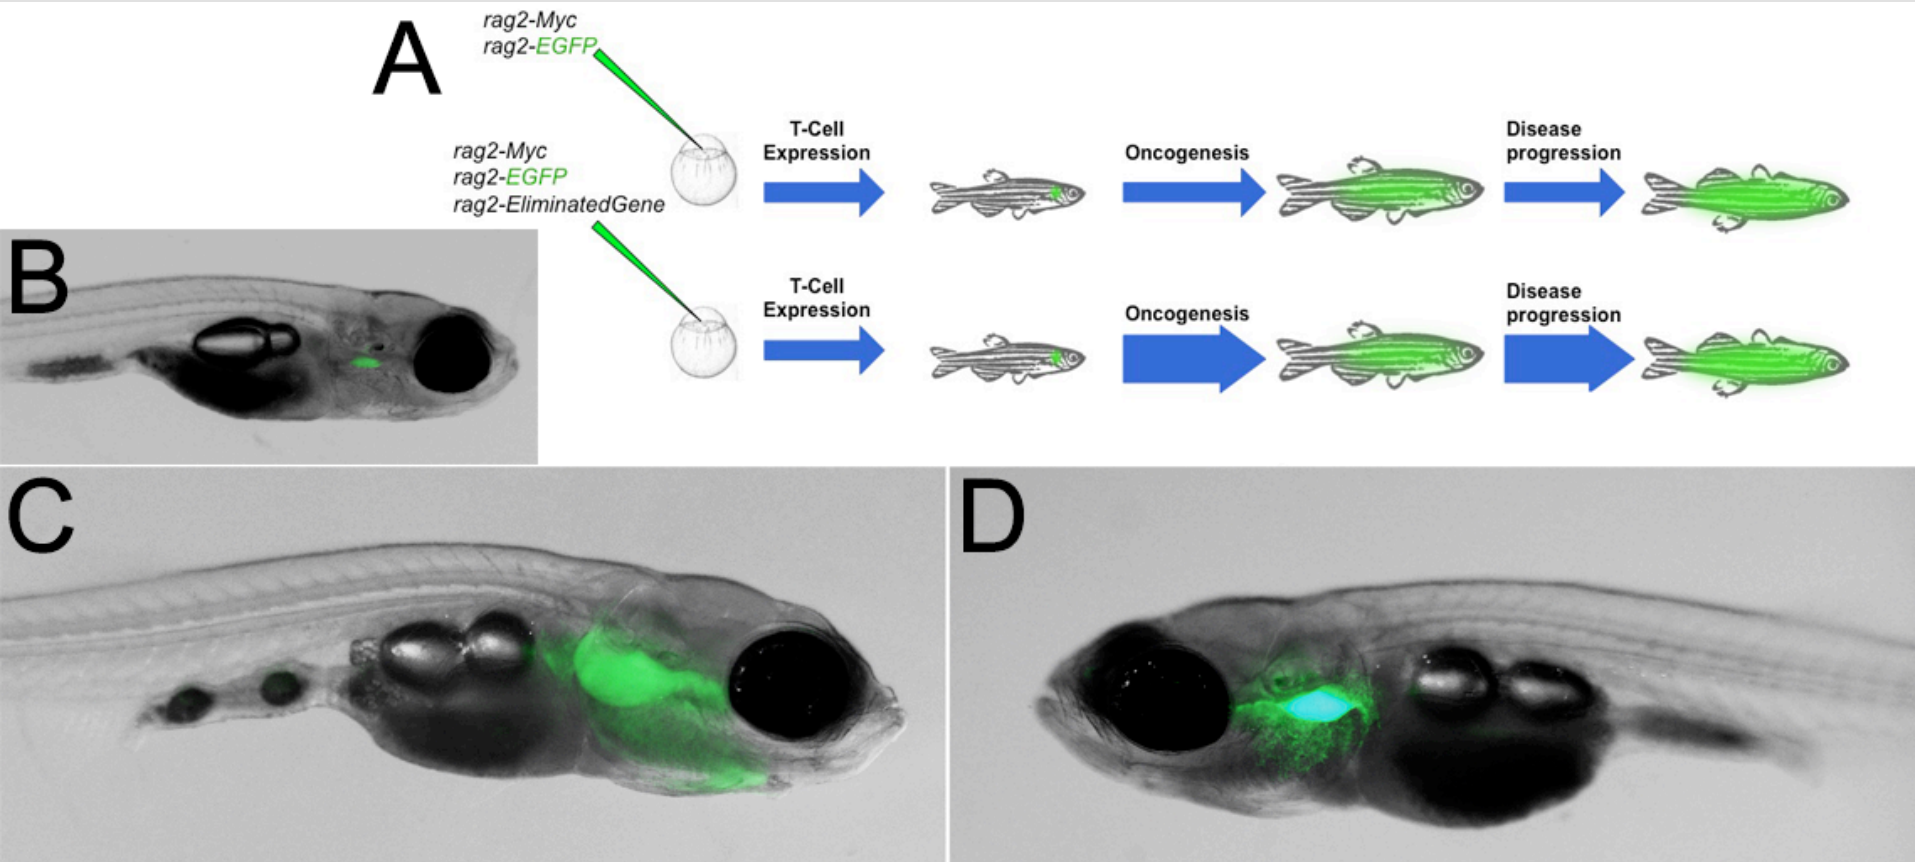 A
rag2-Myc
rag2-EGFP
T-Cell
Expression
Oncogenesis
Disease
progression
rag2-Myc
rag2-EGFP
rag2-EliminatedGene
T-Cell
Expression
Oncogenesis
Disease
progression
B
C
D